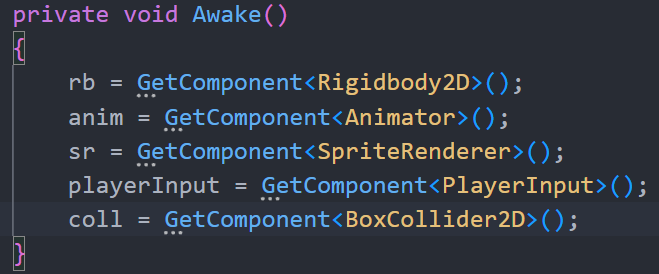 private void Awake()
{
rb = GetComponent<Rigidbody2D>();
anim = GetComponent<Animator>();
sr = GetComponent<SpriteRenderer>();
playerInput = GetComponent<PlayerInput>();
coll = GetComponent<BoxCollider2D>();
}